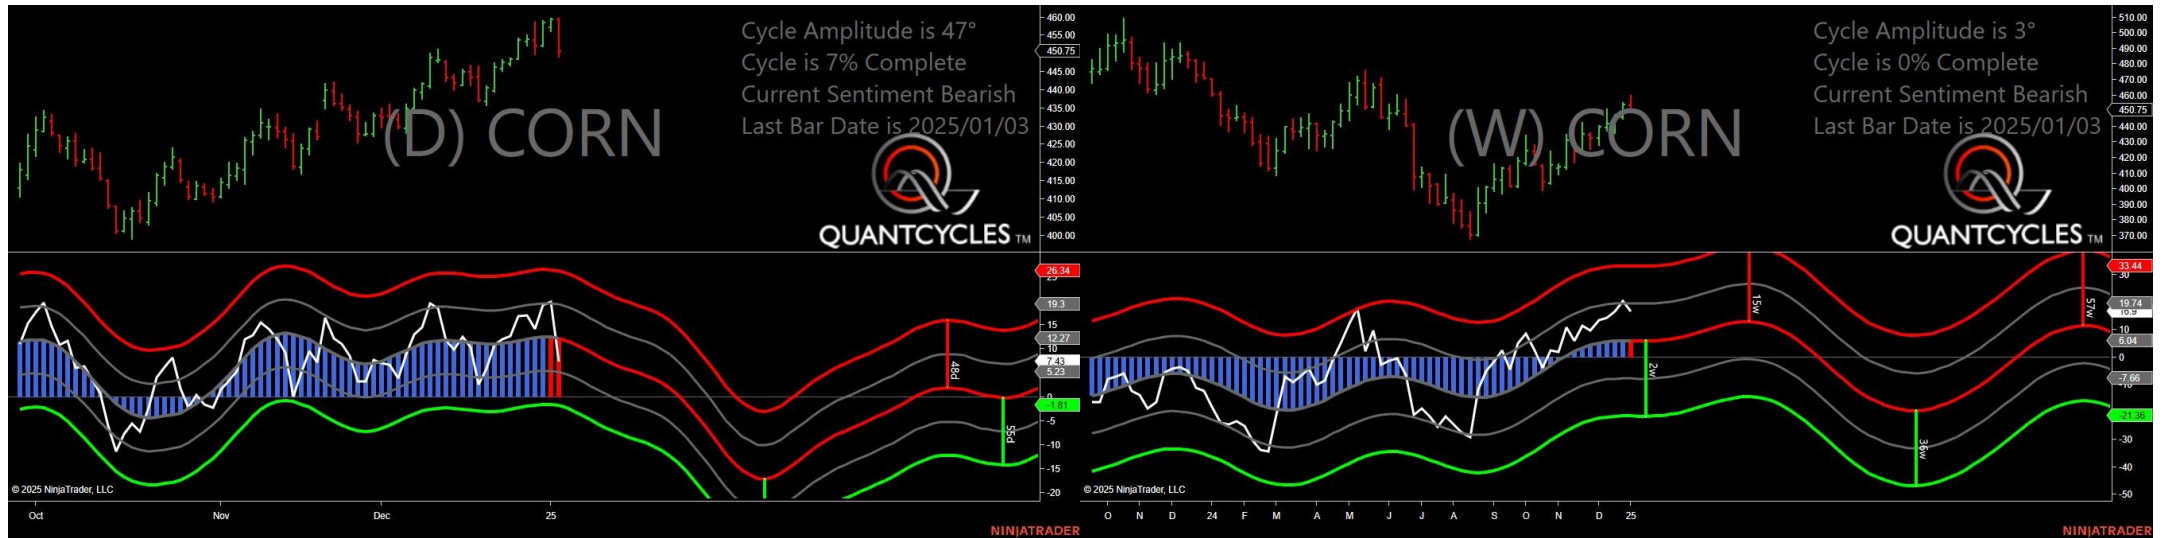 Cycle Amplitude is 47°
Cycle is 7% Complete
Current Sentiment Bearish
Last Bar Date is 2025/01/03
(D) CORN
QUANTCYCLES TM
460.00
455.00
450.75
445.00
440.00
435.00
430.00
425.00
420.00
415.00
410.00
405.00
400.00
26.34
19.3
15
12.27
10
7.43
5.23
0
-1.81
-5
-10
-15
-20
48d
55d
© 2025 NinjaTrader, LLC
Oct Nov Dec 25
NINJATRADER
Cycle Amplitude is 3°
Cycle is 0% Complete
Current Sentiment Bearish
Last Bar Date is 2025/01/03
(W) CORN
QUANTCYCLES TM
510.00
500.00
490.00
480.00
470.00
460.00
450.75
440.00
430.00
420.00
410.00
400.00
390.00
380.00
370.00
33.44
30
19.74
16.9
10
6.04
0
-7.66
-21.36
-30
-40
-50
2w
15w
36w
57w
© 2025 NinjaTrader, LLC
O N D 24 F M A M J J A S O N D 25
NINJATRADER